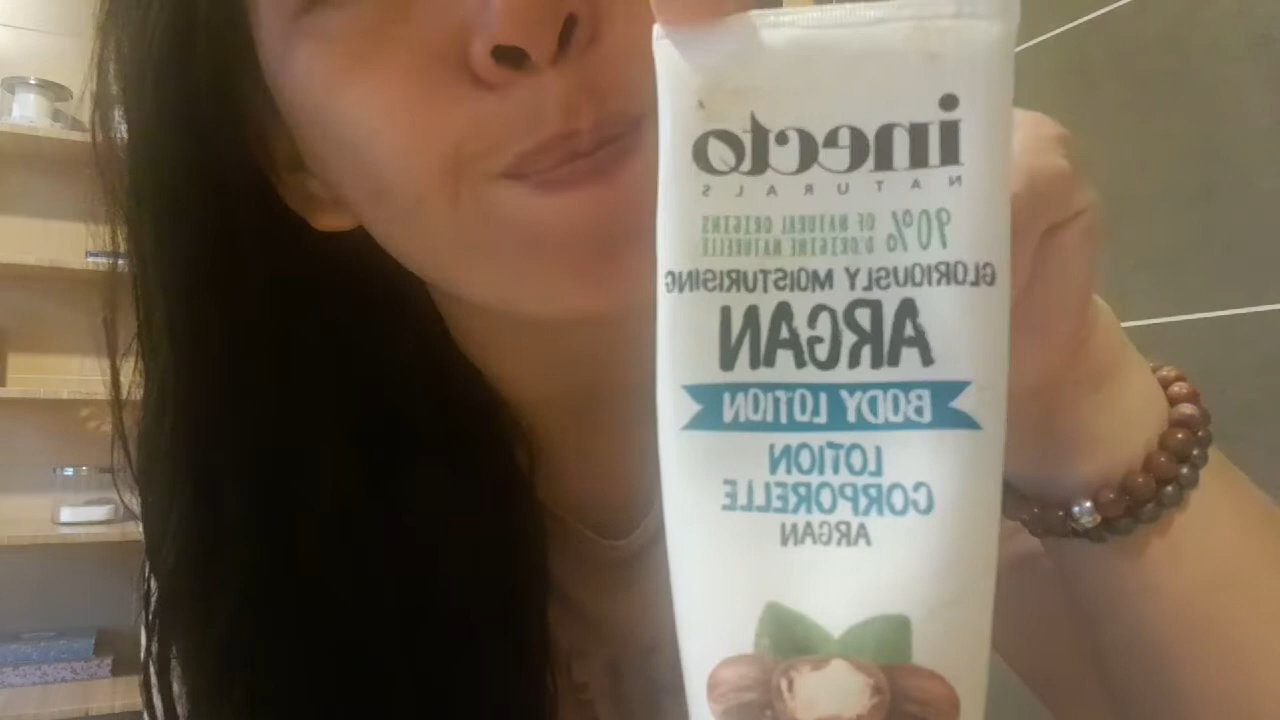 inecto
NATURALS
90% OF NATURAL ORIGINS
D'ORIGINE NATURELLE
GLORIOUSLY MOISTURISING
ARGAN
BODY LOTION
LOTION
CORPORELLE
ARGAN